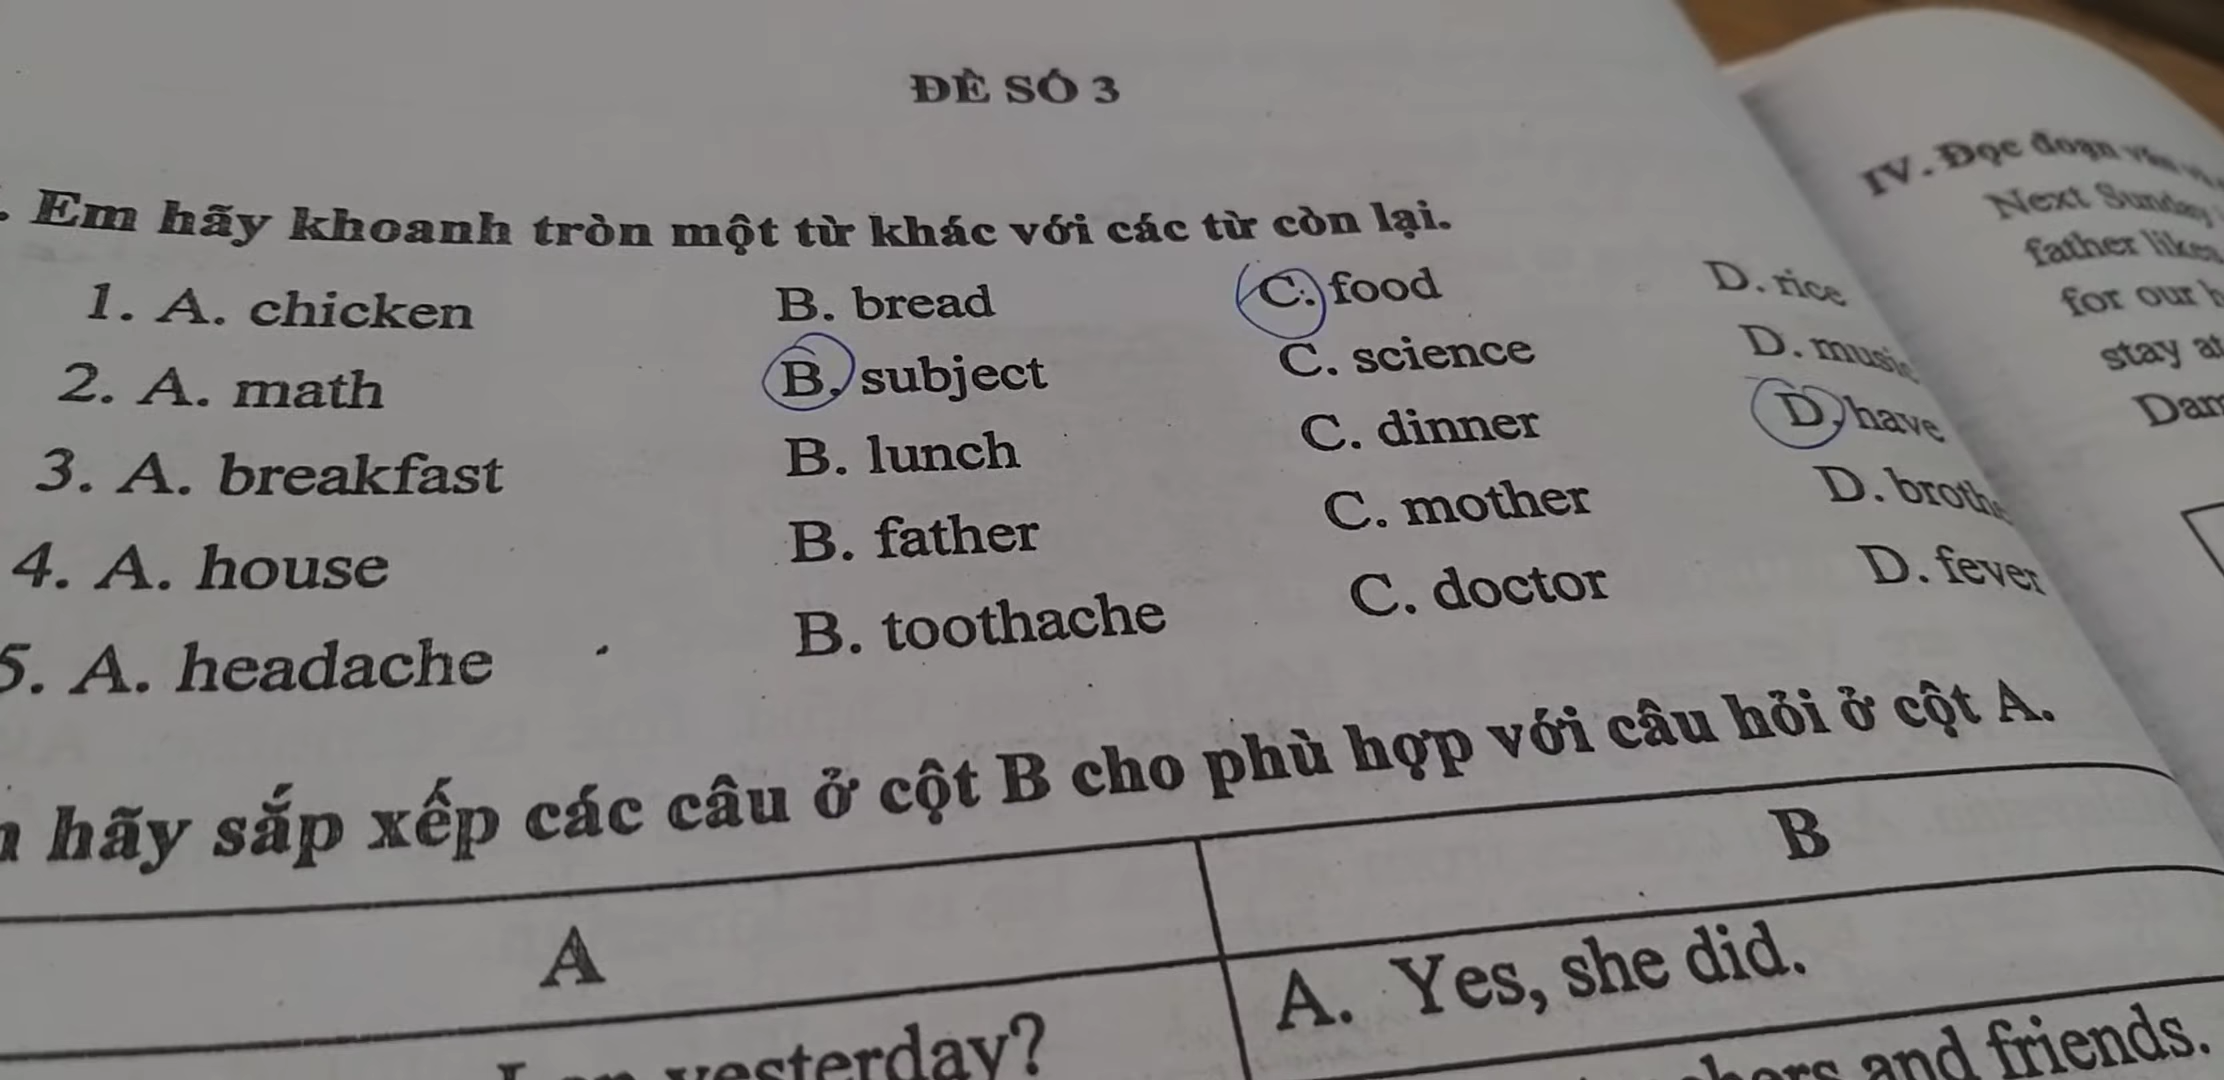 ĐỀ SỐ 3
. Em hãy khoanh tròn một từ khác với các từ còn lại.
1. A. chicken B. bread C. food D. rice
2. A. math B. subject C. science D. music
3. A. breakfast B. lunch C. dinner D. have
4. A. house B. father C. mother D. brothe
5. A. headache B. toothache C. doctor D. fever
hãy sắp xếp các câu ở cột B cho phù hợp với câu hỏi ở cột A.
A B
yesterday? A. Yes, she did.
and friends.
IV. Đọc đoạn văn
Next Sunday
father likes
for our h
stay at
Dam